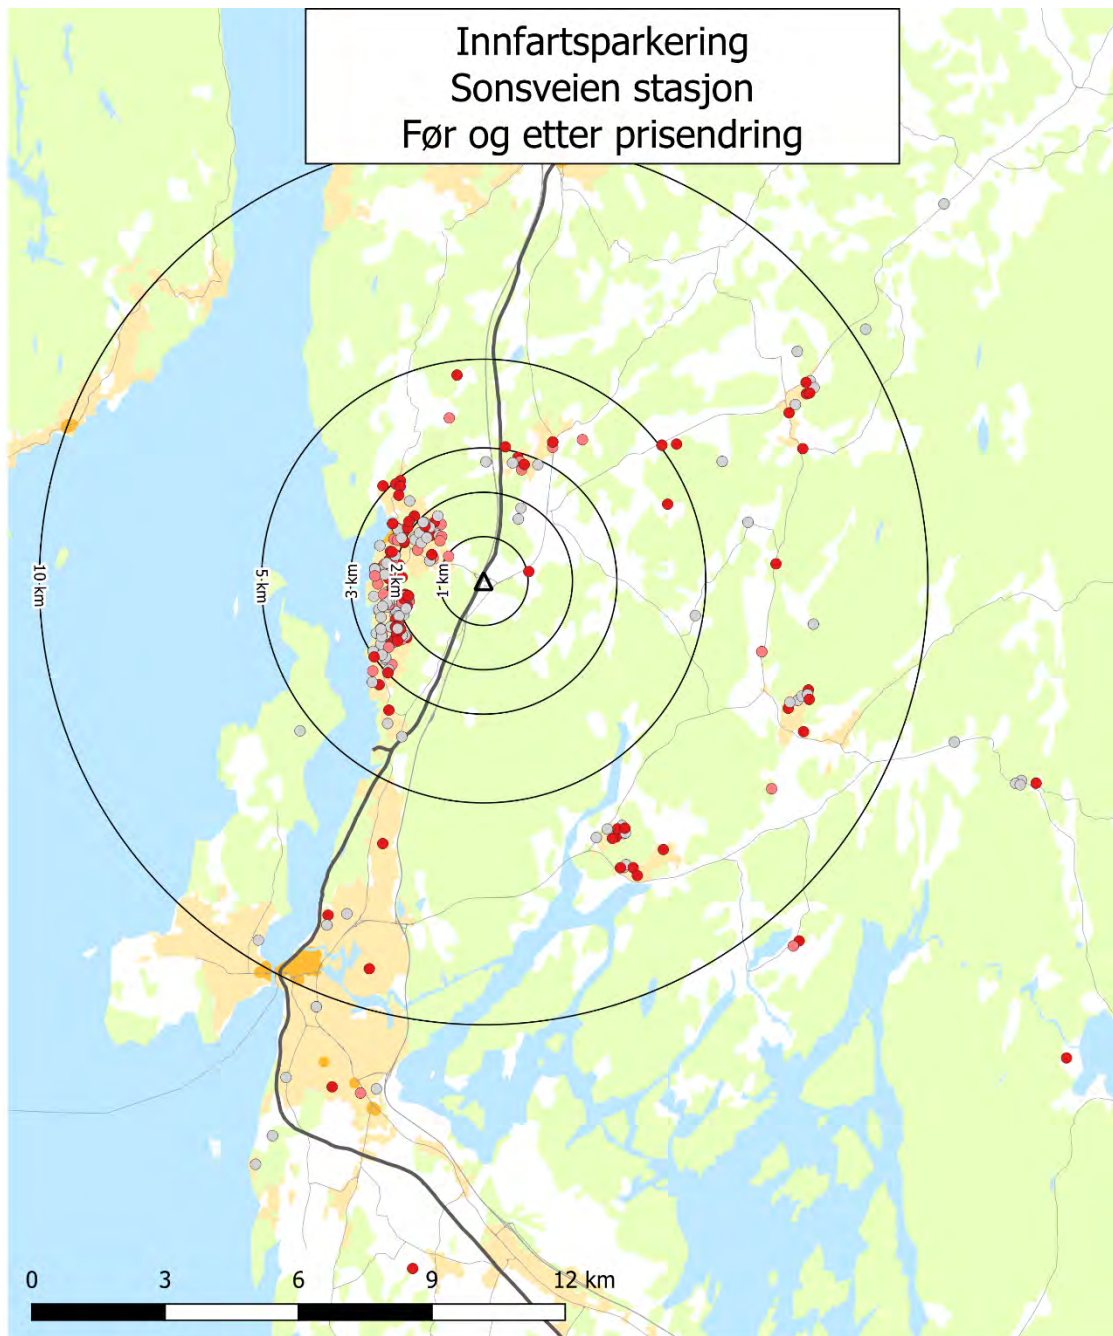 Innfartsparkering
Sonsveien stasjon
Før og etter prisendring
10 km
5 km
3 km
2 km
1 km
0 3 6 9 12 km